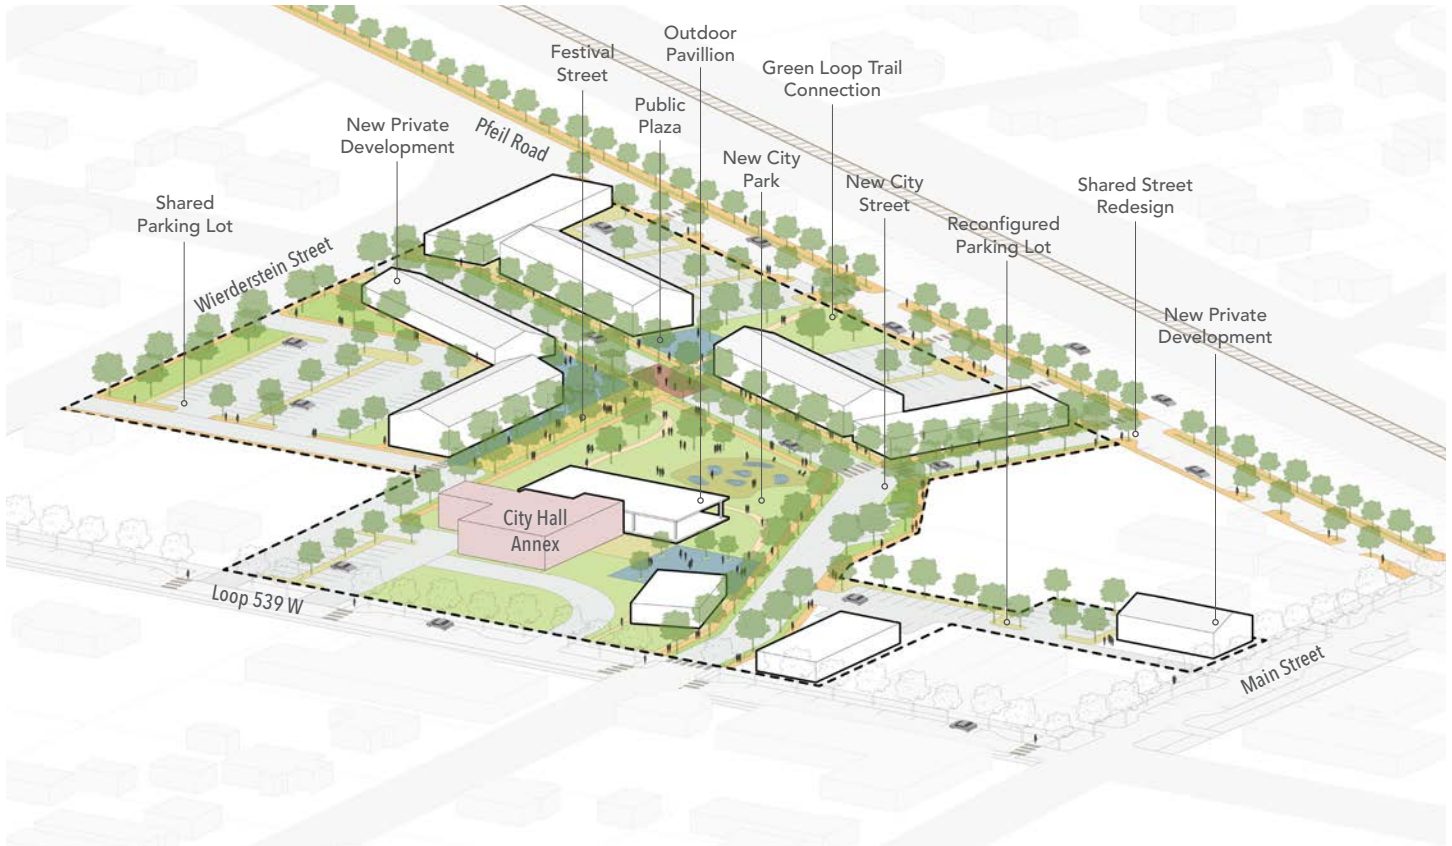 Outdoor
Pavillion
Festival
Street
Green Loop Trail
Connection
Public
Plaza
New Private
Development
Pfeil Road
New City
Park
New City
Street
Shared Street
Redesign
Shared
Parking Lot
Reconfigured
Parking Lot
Wierderstein Street
New Private
Development
City Hall
Annex
Loop 539 W
Main Street